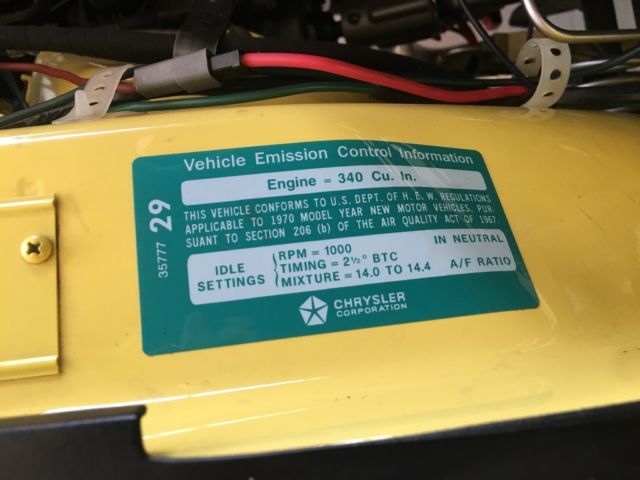 Vehicle Emission Control Information
Engine = 340 Cu. In.
THIS VEHICLE CONFORMS TO U.S. DEPT. OF H. E. W. REGULATIONS
APPLICABLE TO 1970 MODEL YEAR NEW MOTOR VEHICLES, PUR
SUANT TO SECTION 206 (b) OF THE AIR QUALITY ACT OF 1967.
35777 29
IDLE SETTINGS
RPM = 1000 IN NEUTRAL
TIMING = 2½° BTC
MIXTURE = 14.0 TO 14.4 A/F RATIO
CHRYSLER
CORPORATION